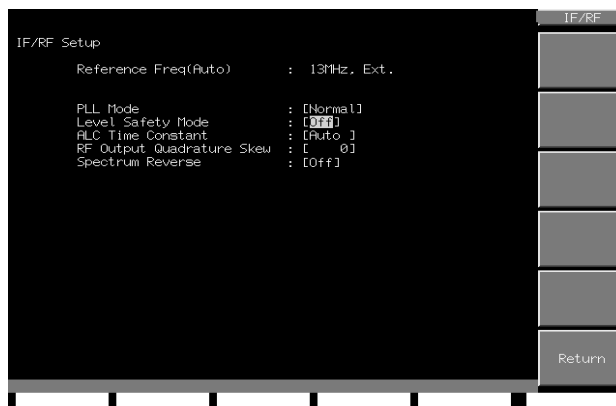 IF/RF
IF/RF Setup
Reference Freq(Auto) : 13MHz, Ext.
PLL Mode : [Normal]
Level Safety Mode : [Off]
ALC Time Constant : [Auto ]
RF Output Quadrature Skew : [ 0]
Spectrum Reverse : [Off]
Return